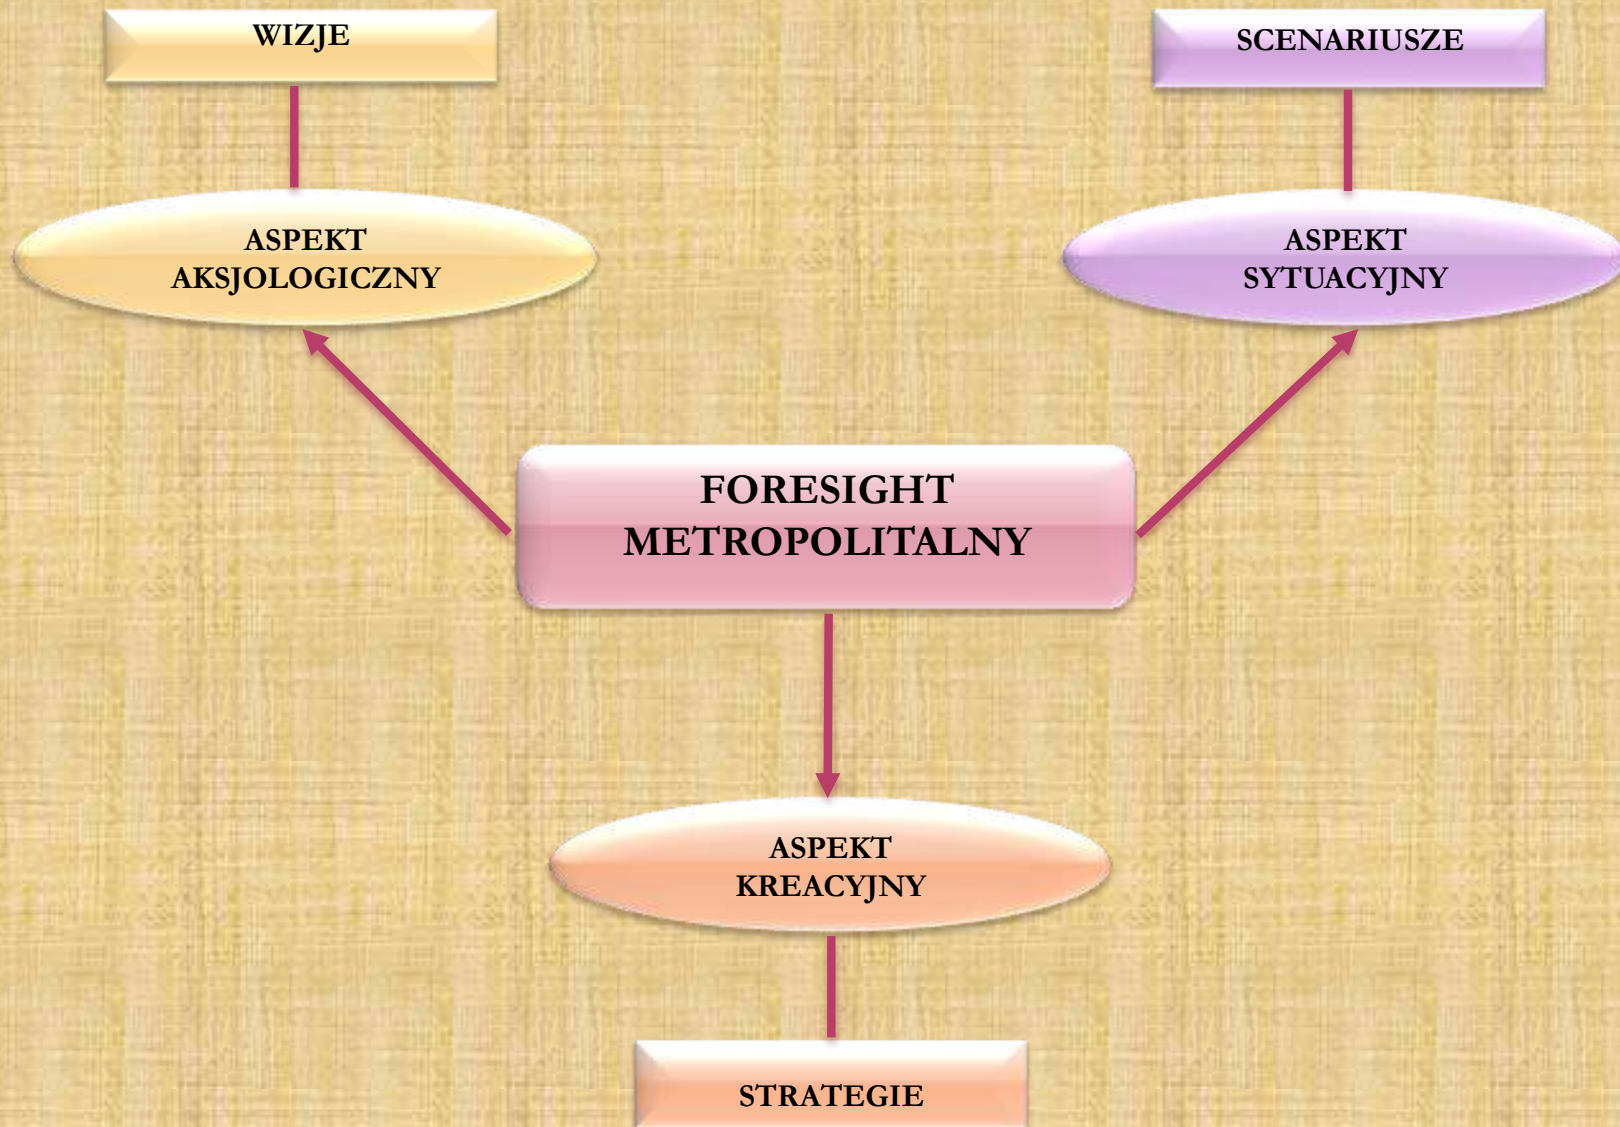 WIZJE
SCENARIUSZE
ASPEKT
AKSJOLOGICZNY
ASPEKT
SYTUACYJNY
FORESIGHT
METROPOLITALNY
ASPEKT
KREACYJNY
STRATEGIE